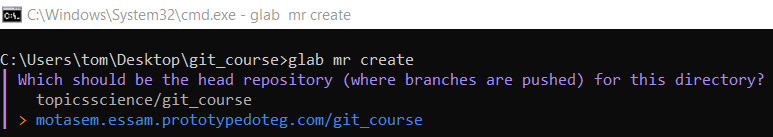 C:\Windows\System32\cmd.exe - glab mr create
C:\Users\tom\Desktop\git_course>glab mr create
Which should be the head repository (where branches are pushed) for this directory?
topicsscience/git_course
> motasem.essam.prototypedoteg.com/git_course